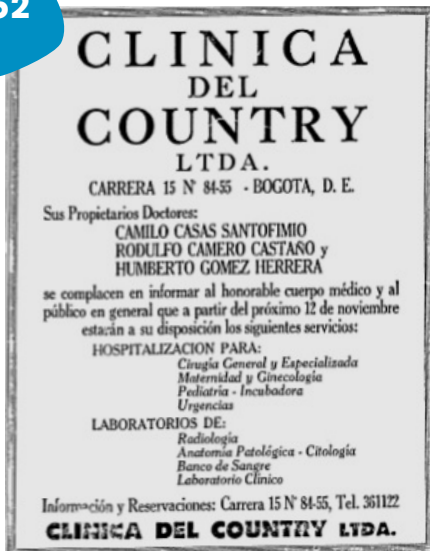 52
CLINICA
DEL
COUNTRY
LTDA.
CARRERA 15 Nº 84-55 - BOGOTA, D. E.
Sus Propietarios Doctores:
CAMILO CASAS SANTOFIMIO
RODULFO CAMERO CASTAÑO y
HUMBERTO GOMEZ HERRERA
se complacen en informar al honorable cuerpo médico y al
público en general que a partir del próximo 12 de noviembre
estarán a su disposición los siguientes servicios:
HOSPITALIZACION PARA:
Cirugía General y Especializada
Maternidad y Ginecología
Pediatría - Incubadora
Urgencias
LABORATORIOS DE:
Radiología
Anatomía Patológica - Citología
Banco de Sangre
Laboratorio Clínico
Información y Reservaciones: Carrera 15 Nº 84-55, Tel. 361122
CLINICA DEL COUNTRY LTDA.